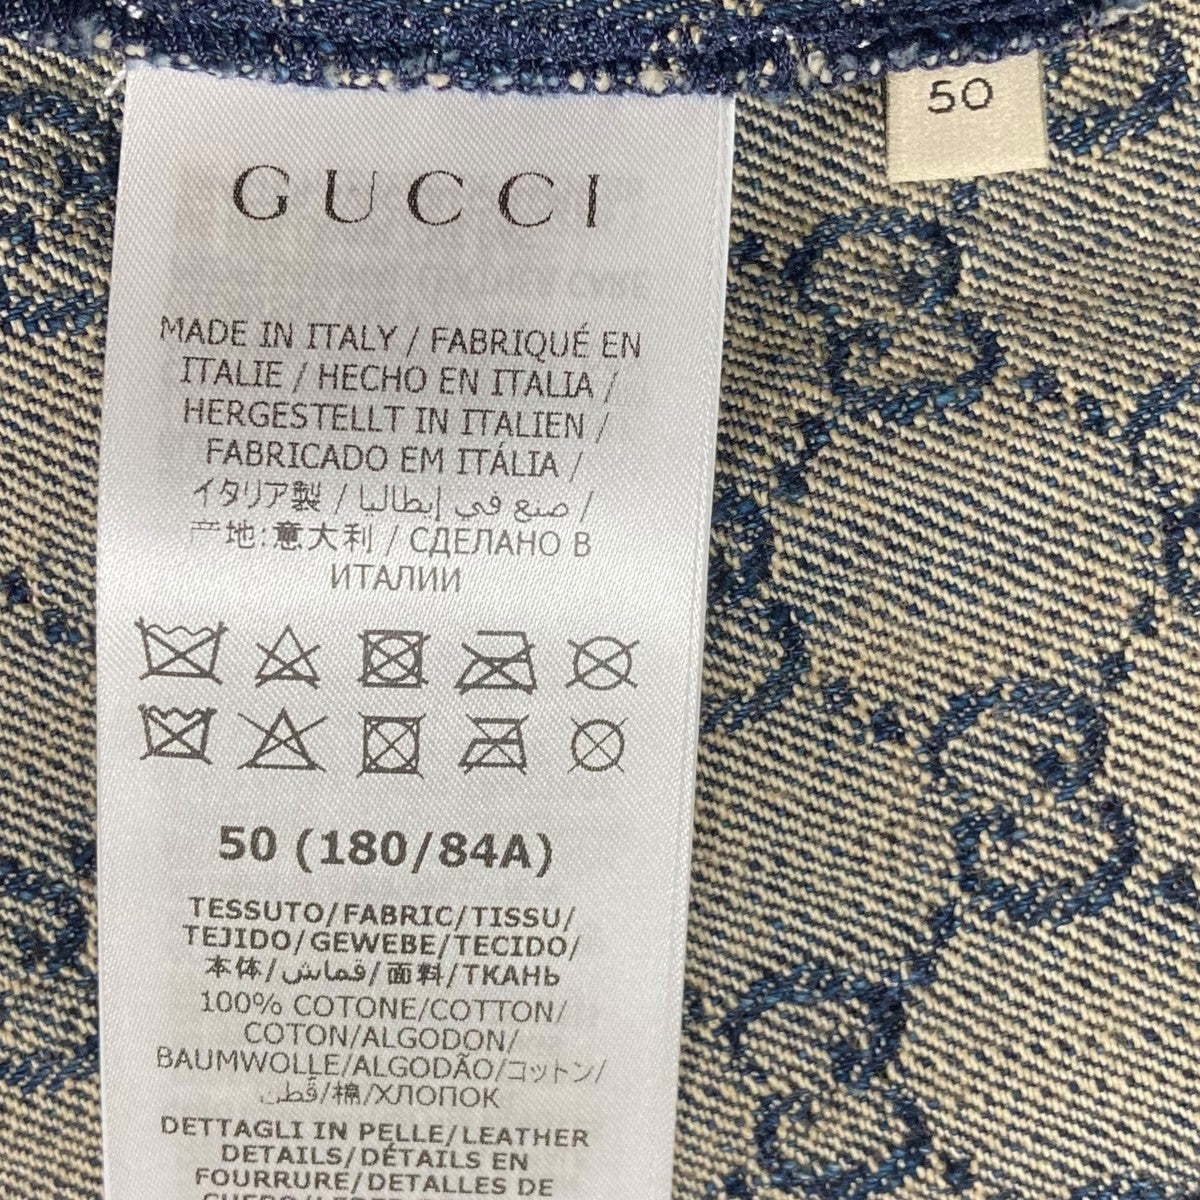 50
GUCCI
MADE IN ITALY / FABRIQUÉ EN
ITALIE / HECHO EN ITALIA /
HERGESTELLT IN ITALIEN /
FABRICADO EM ITÁLIA /
イタリア製 / صنع في إيطاليا /
产地:意大利 / СДЕЛАНО В
ИТАЛИИ
50 (180/84A)
TESSUTO/FABRIC/TISSU/
TEJIDO/GEWEBE/TECIDO/
本体/قماش/面料/ТКАНЬ
100% COTONE/COTTON/
COTON/ALGODON/
BAUMWOLLE/ALGODÃO/コットン/
قطن/棉/ХЛОПОК
DETTAGLI IN PELLE/LEATHER
DETAILS/DÉTAILS EN
FOURRURE/DETALLES DE